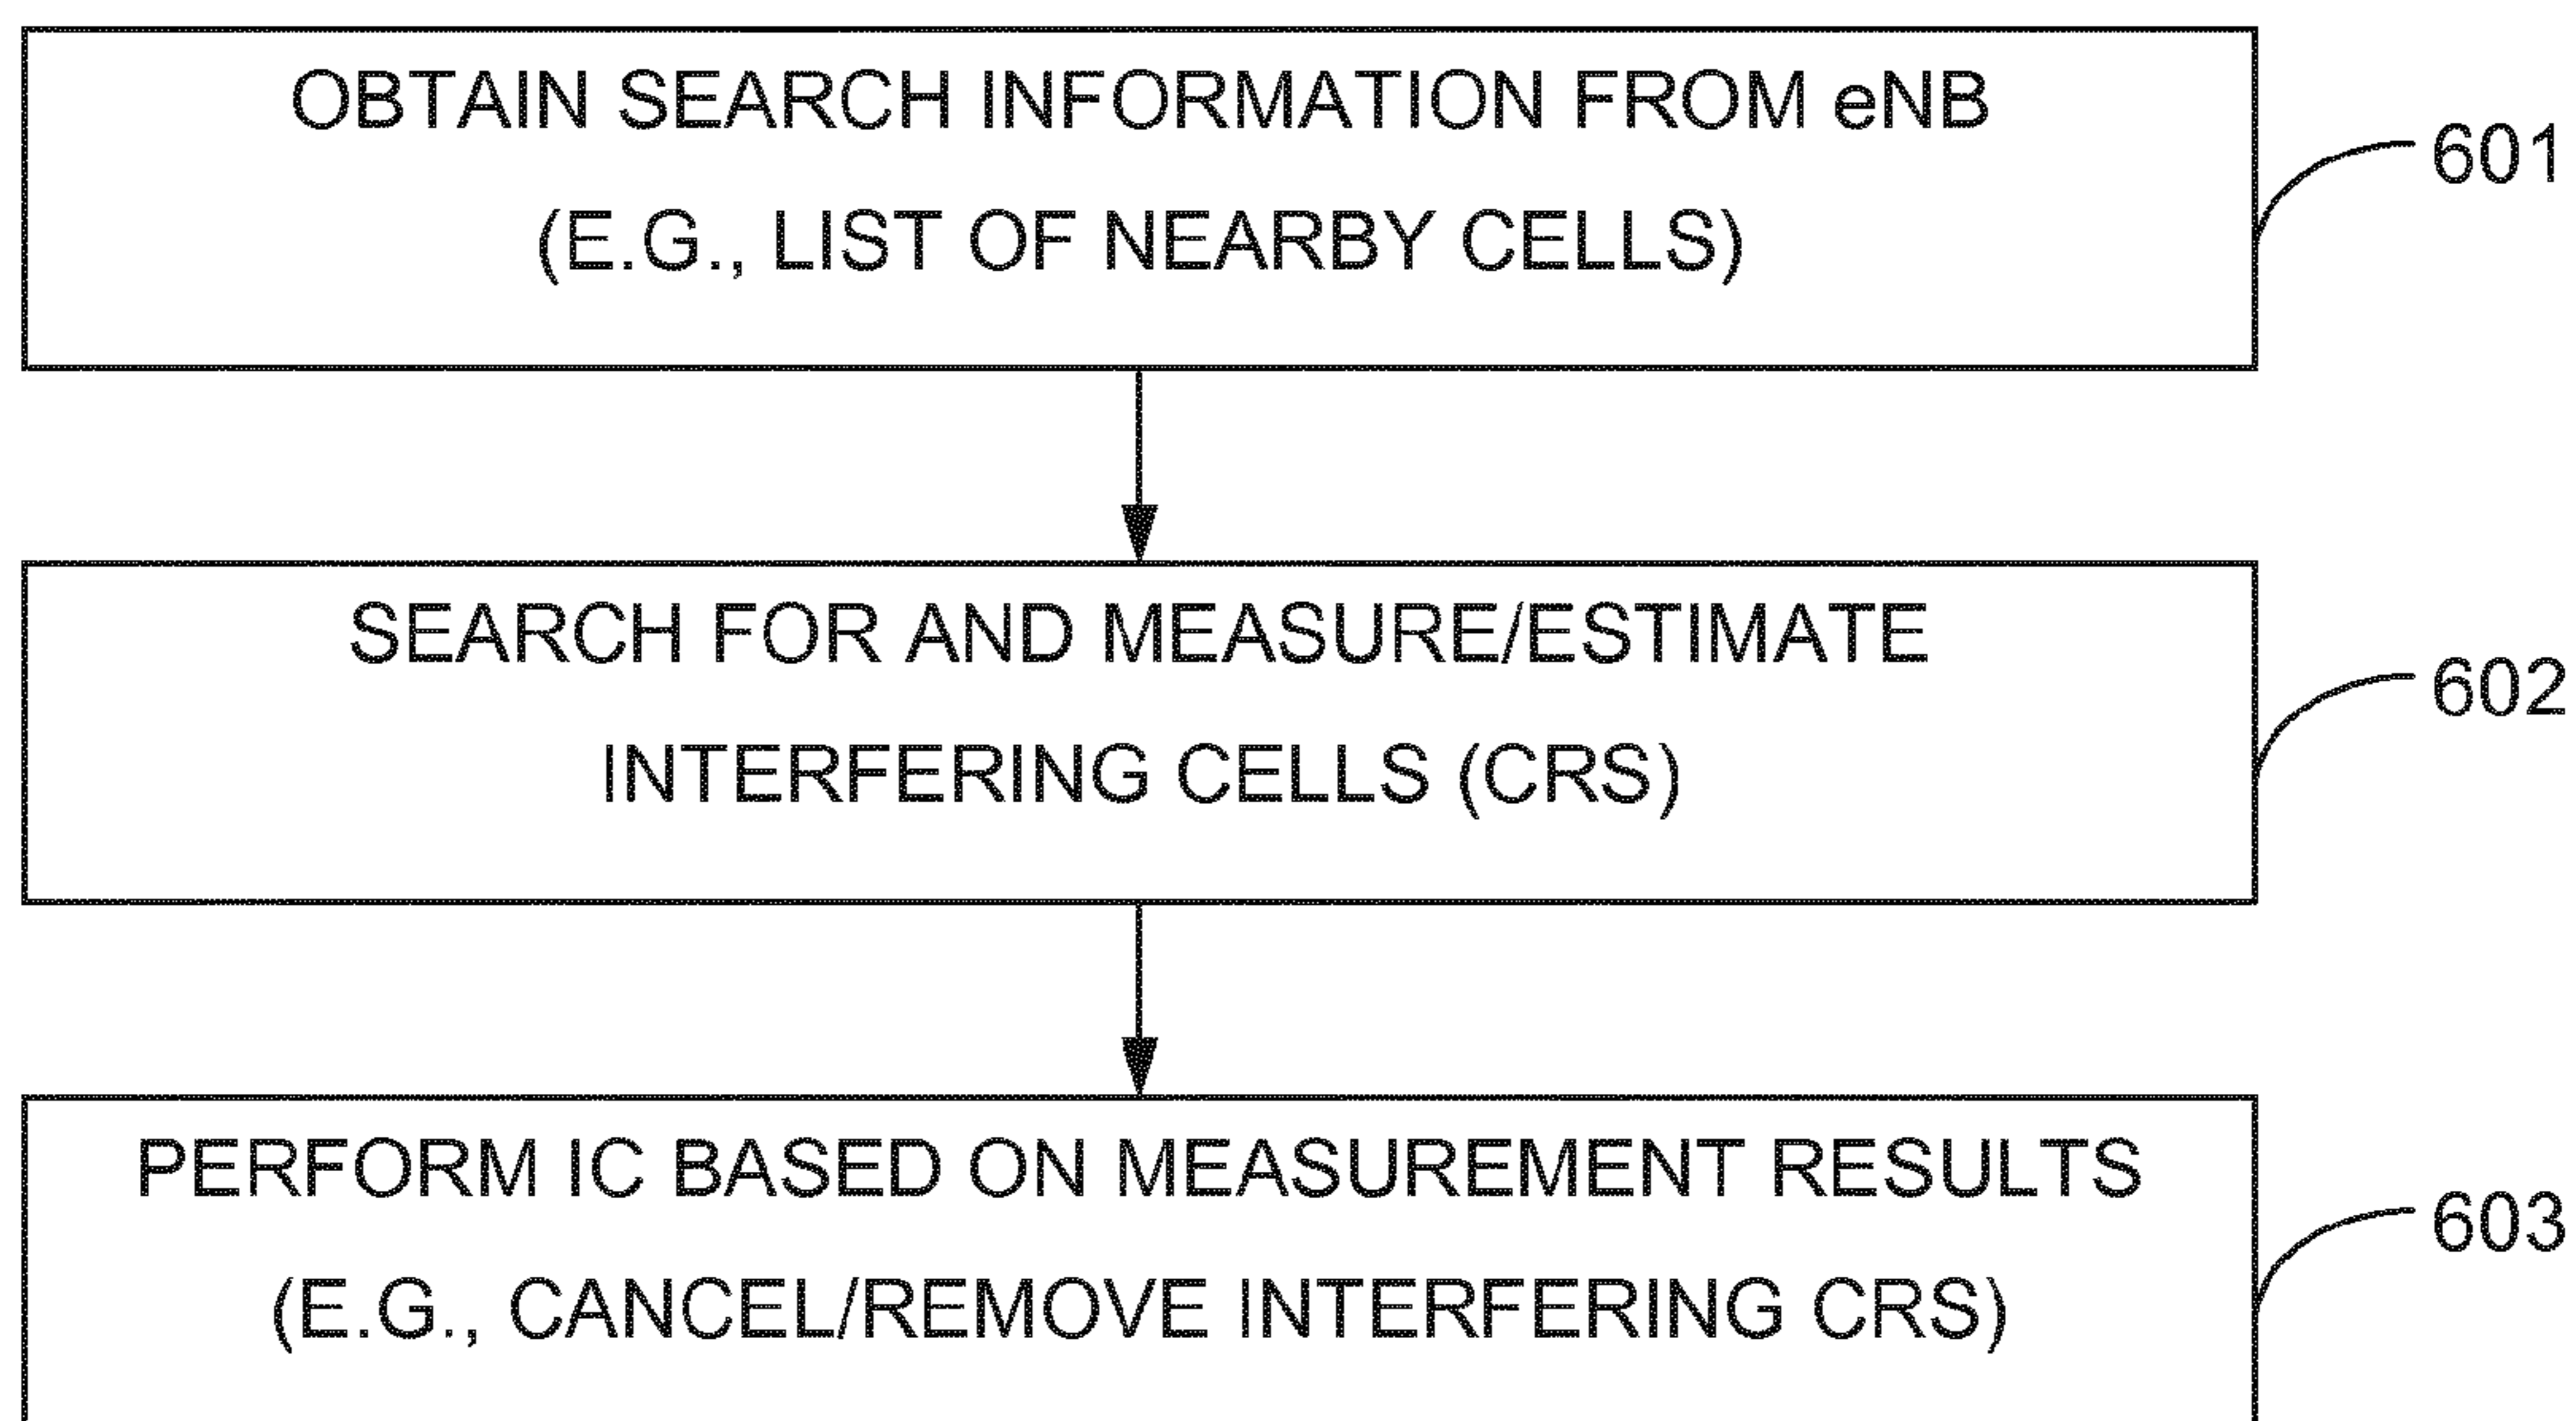 OBTAIN SEARCH INFORMATION FROM eNB
(E.G., LIST OF NEARBY CELLS)
601
SEARCH FOR AND MEASURE/ESTIMATE
INTERFERING CELLS (CRS)
602
PERFORM IC BASED ON MEASUREMENT RESULTS
(E.G., CANCEL/REMOVE INTERFERING CRS)
603